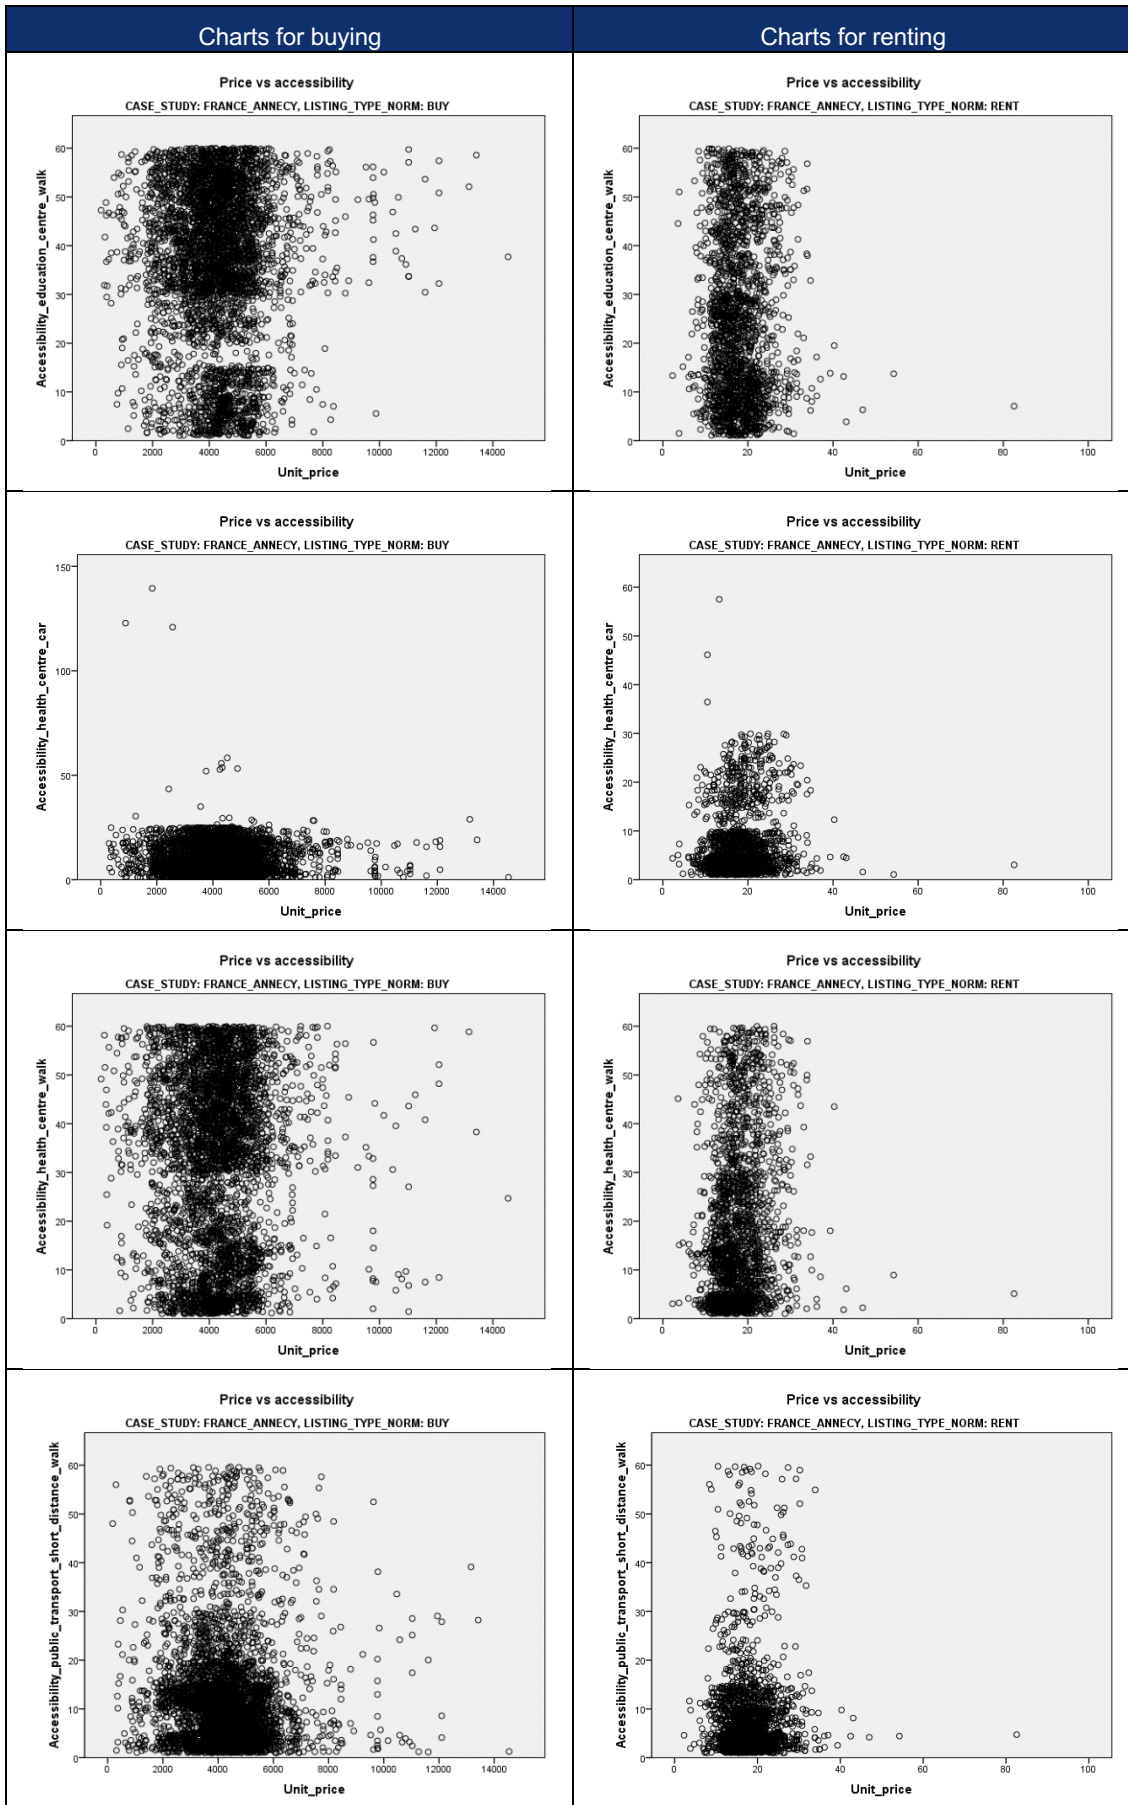 Charts for buying
Charts for renting
Price vs accessibility
CASE_STUDY: FRANCE_ANNECY, LISTING_TYPE_NORM: BUY
Accessibility_education_centre_walk
60
50
40
30
20
10
0
0 2000 4000 6000 8000 10000 12000 14000
Unit_price
Price vs accessibility
CASE_STUDY: FRANCE_ANNECY, LISTING_TYPE_NORM: RENT
Accessibility_education_centre_walk
60
50
40
30
20
10
0
0 20 40 60 80 100
Unit_price
Price vs accessibility
CASE_STUDY: FRANCE_ANNECY, LISTING_TYPE_NORM: BUY
Accessibility_health_centre_car
150
100
50
0
0 2000 4000 6000 8000 10000 12000 14000
Unit_price
Price vs accessibility
CASE_STUDY: FRANCE_ANNECY, LISTING_TYPE_NORM: RENT
Accessibility_health_centre_car
60
50
40
30
20
10
0
0 20 40 60 80 100
Unit_price
Price vs accessibility
CASE_STUDY: FRANCE_ANNECY, LISTING_TYPE_NORM: BUY
Accessibility_health_centre_walk
60
50
40
30
20
10
0
0 2000 4000 6000 8000 10000 12000 14000
Unit_price
Price vs accessibility
CASE_STUDY: FRANCE_ANNECY, LISTING_TYPE_NORM: RENT
Accessibility_health_centre_walk
60
50
40
30
20
10
0
0 20 40 60 80 100
Unit_price
Price vs accessibility
CASE_STUDY: FRANCE_ANNECY, LISTING_TYPE_NORM: BUY
Accessibility_public_transport_short_distance_walk
60
50
40
30
20
10
0
0 2000 4000 6000 8000 10000 12000 14000
Unit_price
Price vs accessibility
CASE_STUDY: FRANCE_ANNECY, LISTING_TYPE_NORM: RENT
Accessibility_public_transport_short_distance_walk
60
50
40
30
20
10
0
0 20 40 60 80 100
Unit_price